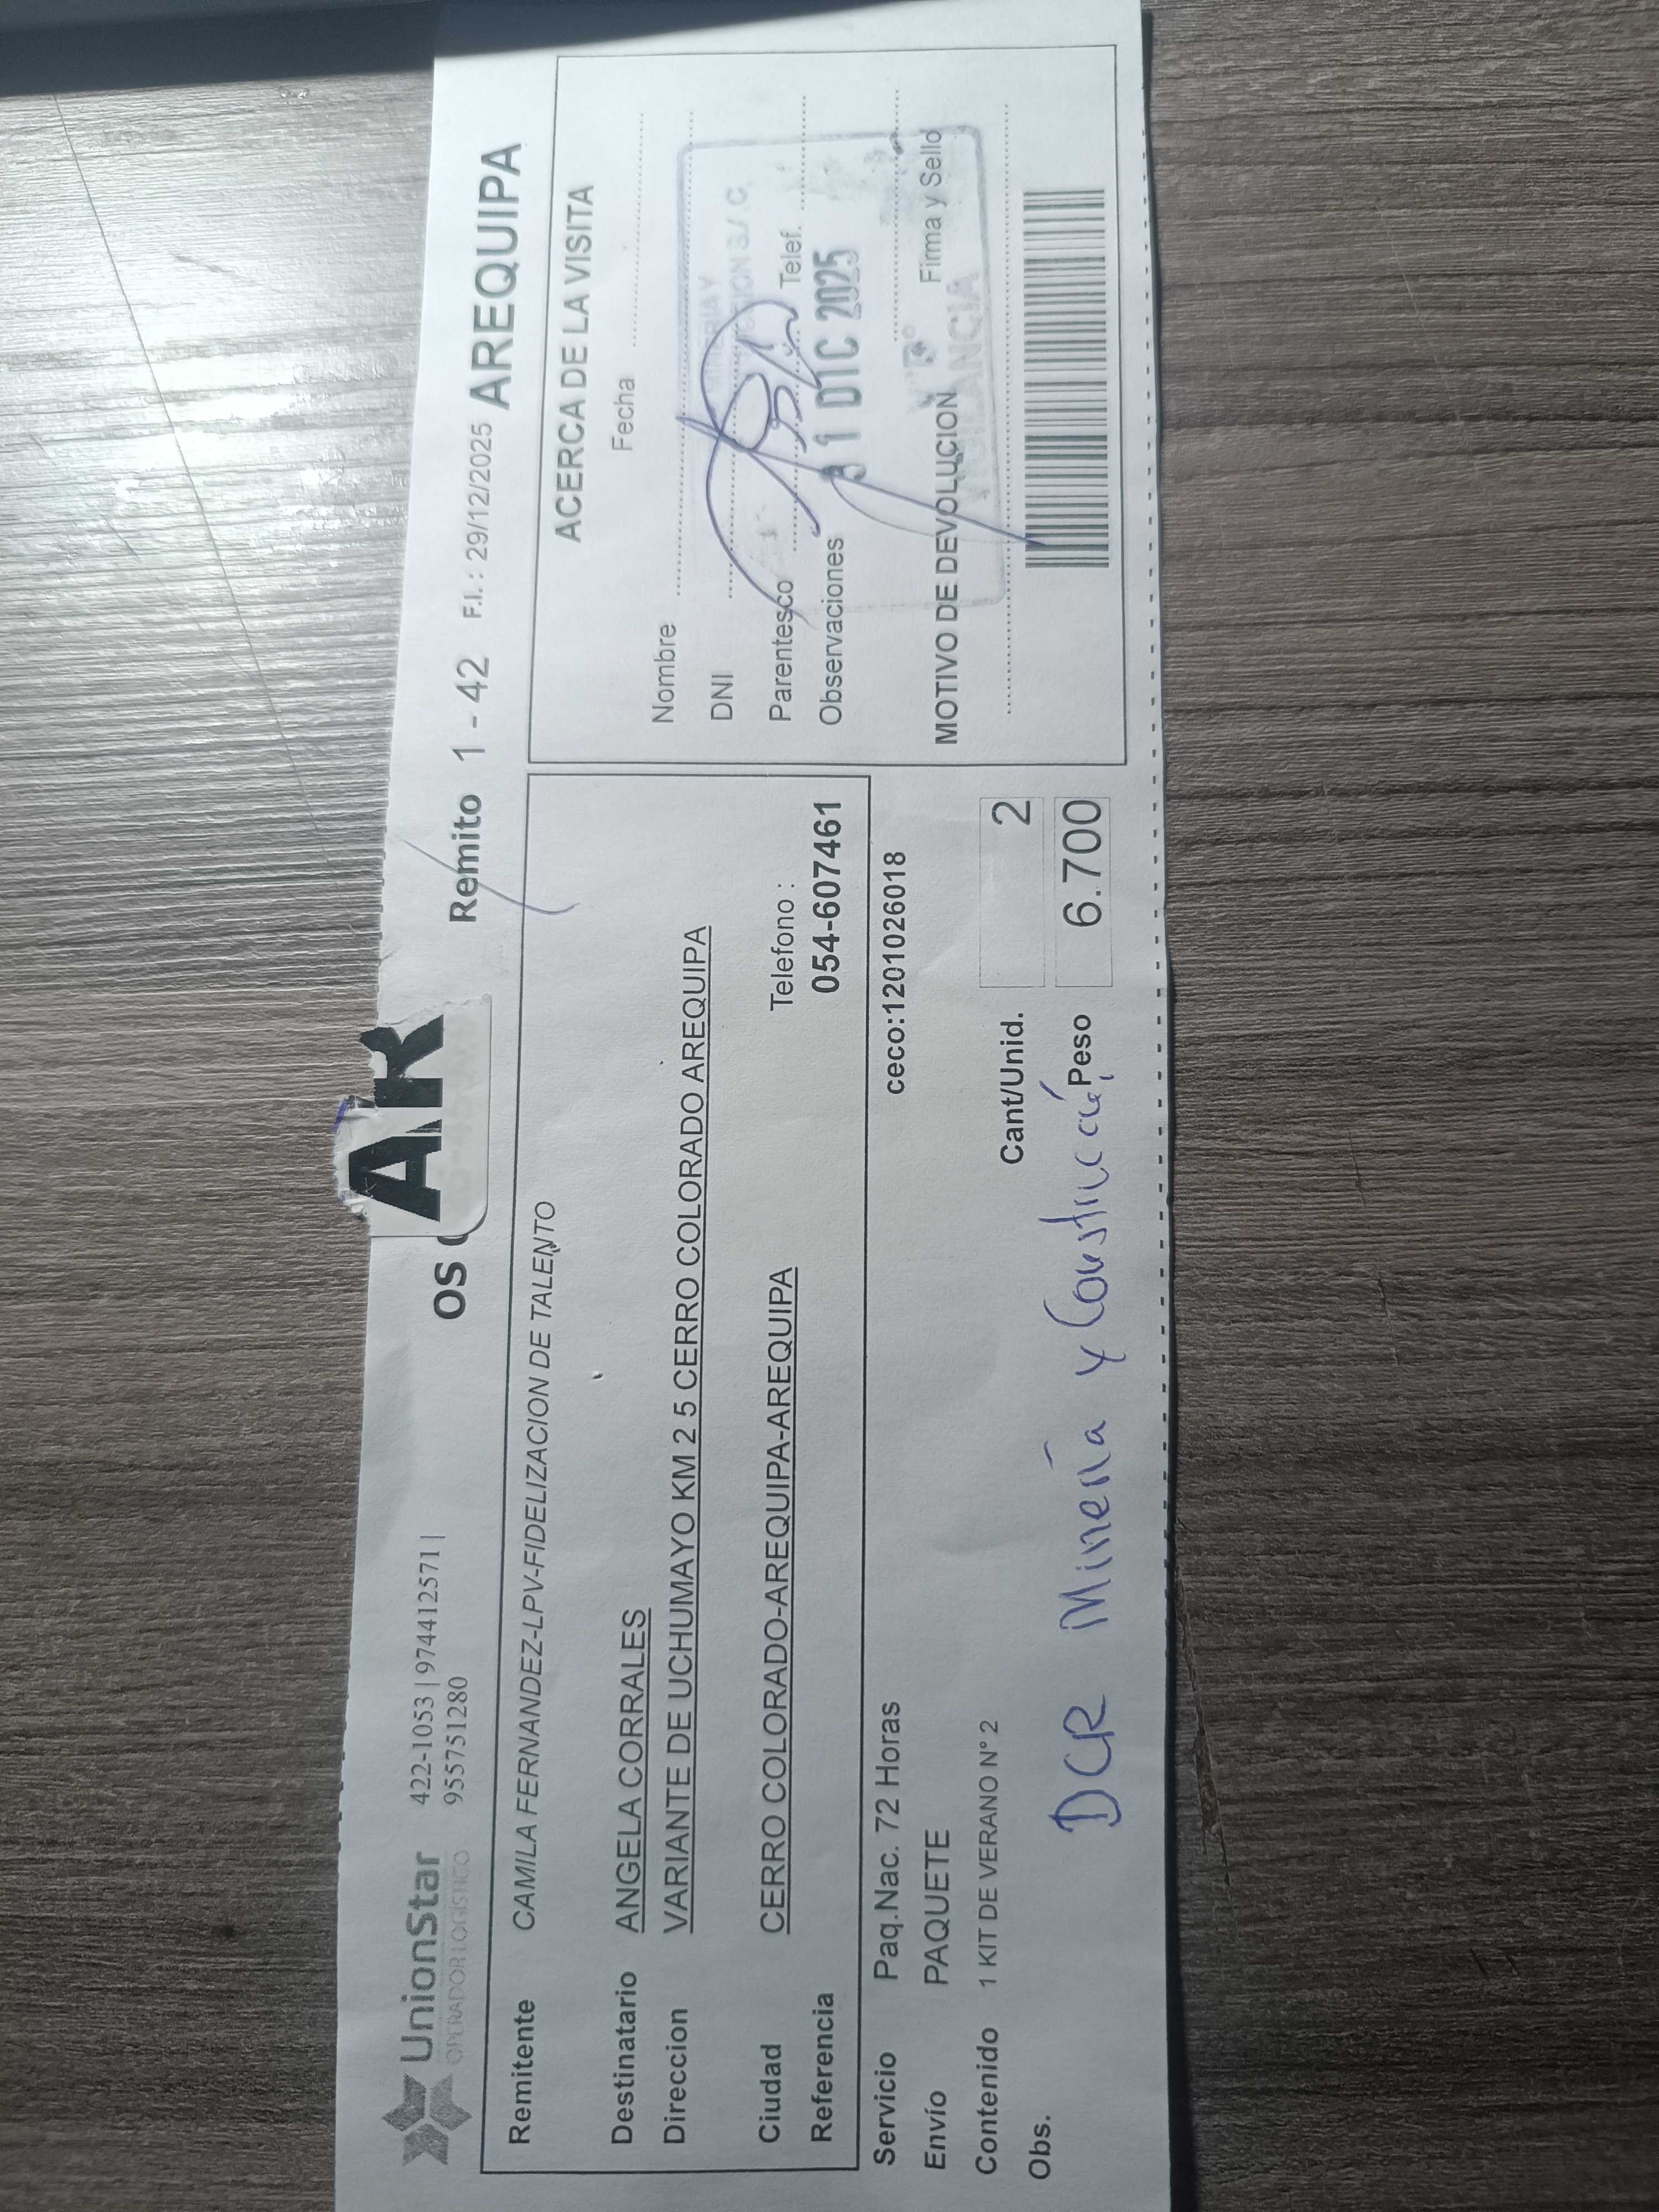 UnionStar
OPERADOR LOGISTICO
422-1053 | 974412571 |
955751280
OS
AR
Remito 1 - 42 F.I.: 29/12/2025 AREQUIPA
Remitente CAMILA FERNANDEZ-LPV-FIDELIZACION DE TALENTO
Destinatario ANGELA CORRALES
Direccion VARIANTE DE UCHUMAYO KM 2 5 CERRO COLORADO AREQUIPA
Ciudad CERRO COLORADO-AREQUIPA-AREQUIPA
Telefono :
Referencia
054-607461
Servicio Paq.Nac. 72 Horas
ceco:1201026018
Envío PAQUETE
Contenido 1 KIT DE VERANO N° 2
Cant/Unid. 2
Obs.
Peso 6.700
DCR Minería y Construcción
ACERCA DE LA VISITA
Fecha
Nombre
DNI
Parentesco Telef.
Observaciones
31 DIC 2025
Firma y Sello
MOTIVO DE DEVOLUCION
VIGILANCIA